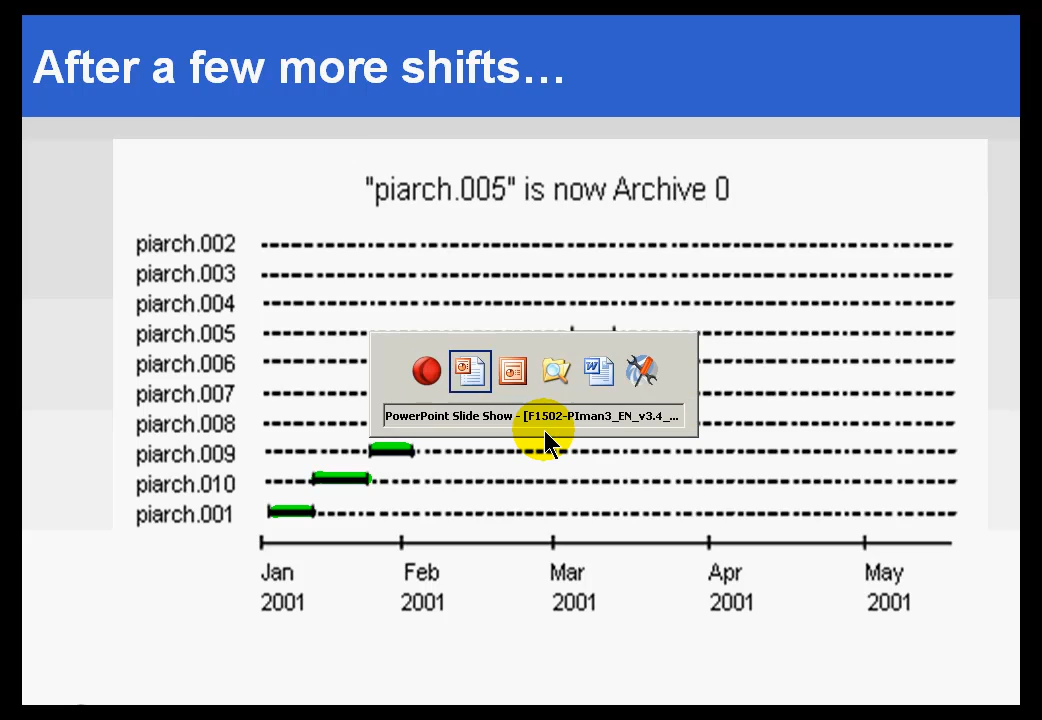 After a few more shifts…
"piarch.005" is now Archive 0
piarch.002
piarch.003
piarch.004
piarch.005
piarch.006
piarch.007
piarch.008
piarch.009
piarch.010
piarch.001
PowerPoint Slide Show - [F1502-PIman3_EN_v3.4_...
Jan Feb Mar Apr May
2001 2001 2001 2001 2001